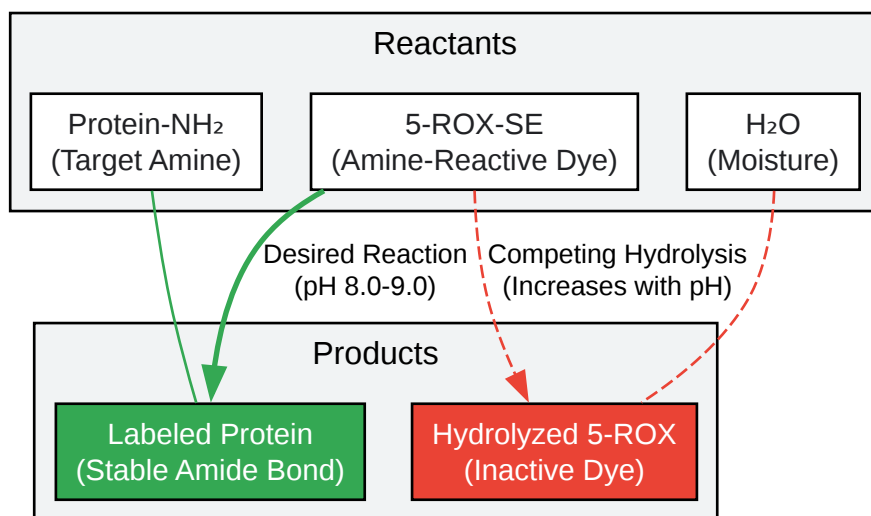 Reactants
Protein-NH₂
(Target Amine)
5-ROX-SE
(Amine-Reactive Dye)
H₂O
(Moisture)
Desired Reaction
(pH 8.0-9.0)
Competing Hydrolysis
(Increases with pH)
Products
Labeled Protein
(Stable Amide Bond)
Hydrolyzed 5-ROX
(Inactive Dye)